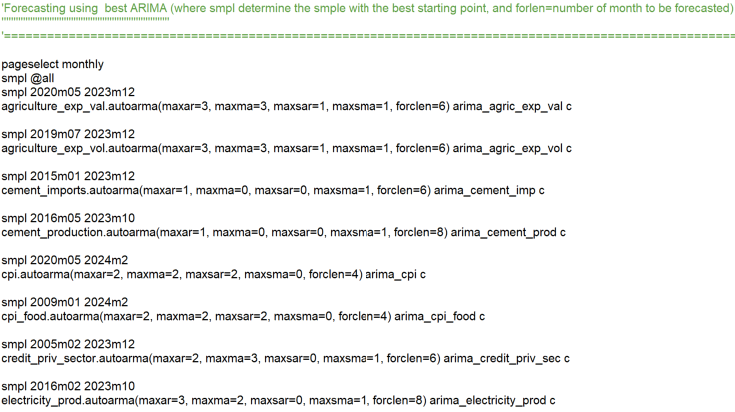 'Forecasting using  best ARIMA (where smpl determine the smple with the best starting point, and forlen=number of month to be forecasted)
''''''''''''''''''''''''''''''''''''''''''''''''''''''''''''''''''''''''''''''''
'==============================================================================================================
pageselect monthly
smpl @all
smpl 2020m05 2023m12
agriculture_exp_val.autoarma(maxar=3, maxma=3, maxsar=1, maxsma=1, forclen=6) arima_agric_exp_val c
smpl 2019m07 2023m12
agriculture_exp_vol.autoarma(maxar=3, maxma=3, maxsar=1, maxsma=1, forclen=6) arima_agric_exp_vol c
smpl 2015m01 2023m12
cement_imports.autoarma(maxar=1, maxma=0, maxsar=0, maxsma=1, forclen=6) arima_cement_imp c
smpl 2016m05 2023m10
cement_production.autoarma(maxar=1, maxma=0, maxsar=0, maxsma=1, forclen=8) arima_cement_prod c
smpl 2020m05 2024m2
cpi.autoarma(maxar=2, maxma=2, maxsar=2, maxsma=0, forclen=4) arima_cpi c
smpl 2009m01 2024m2
cpi_food.autoarma(maxar=2, maxma=2, maxsar=2, maxsma=0, forclen=4) arima_cpi_food c
smpl 2005m02 2023m12
credit_priv_sector.autoarma(maxar=2, maxma=3, maxsar=0, maxsma=1, forclen=6) arima_credit_priv_sec c
smpl 2016m02 2023m10
electricity_prod.autoarma(maxar=3, maxma=2, maxsar=0, maxsma=1, forclen=8) arima_electricity_prod c